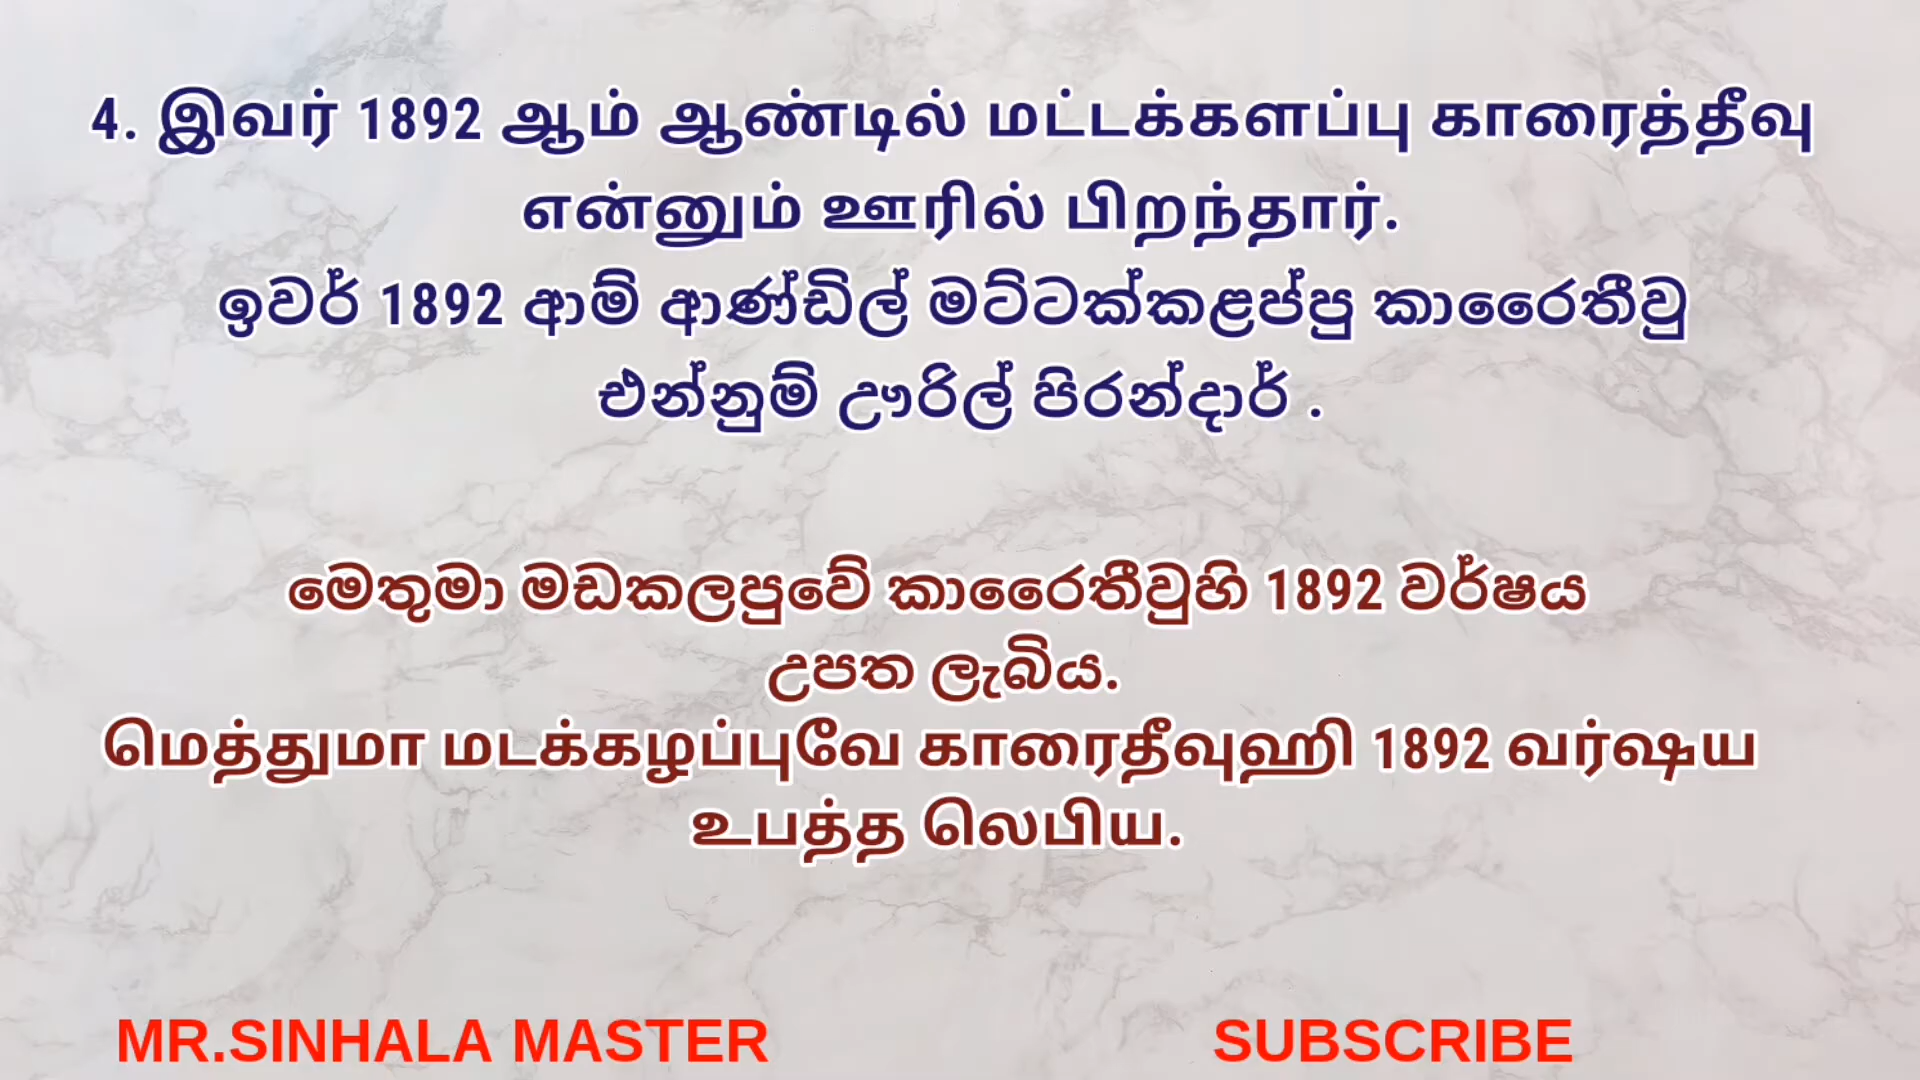 4. இவர் 1892 ஆம் ஆண்டில் மட்டக்களப்பு காரைத்தீவு
என்னும் ஊரில் பிறந்தார்.
ඉවර් 1892 ආම් ආණ්ඩිල් මට්ටක්කළප්පු කාරෛතීවු
එන්නුම් ඌරිල් පිරන්දාර් .
මෙතුමා මඩකලපුවේ කාරෛතීවුහි 1892 වර්ෂය
උපත ලැබිය.
மெத்துமா மடக்கழப்புவே காரைதீவுஹி 1892 வர்ஷய
உபத்த லெபிய.
MR.SINHALA MASTER
SUBSCRIBE